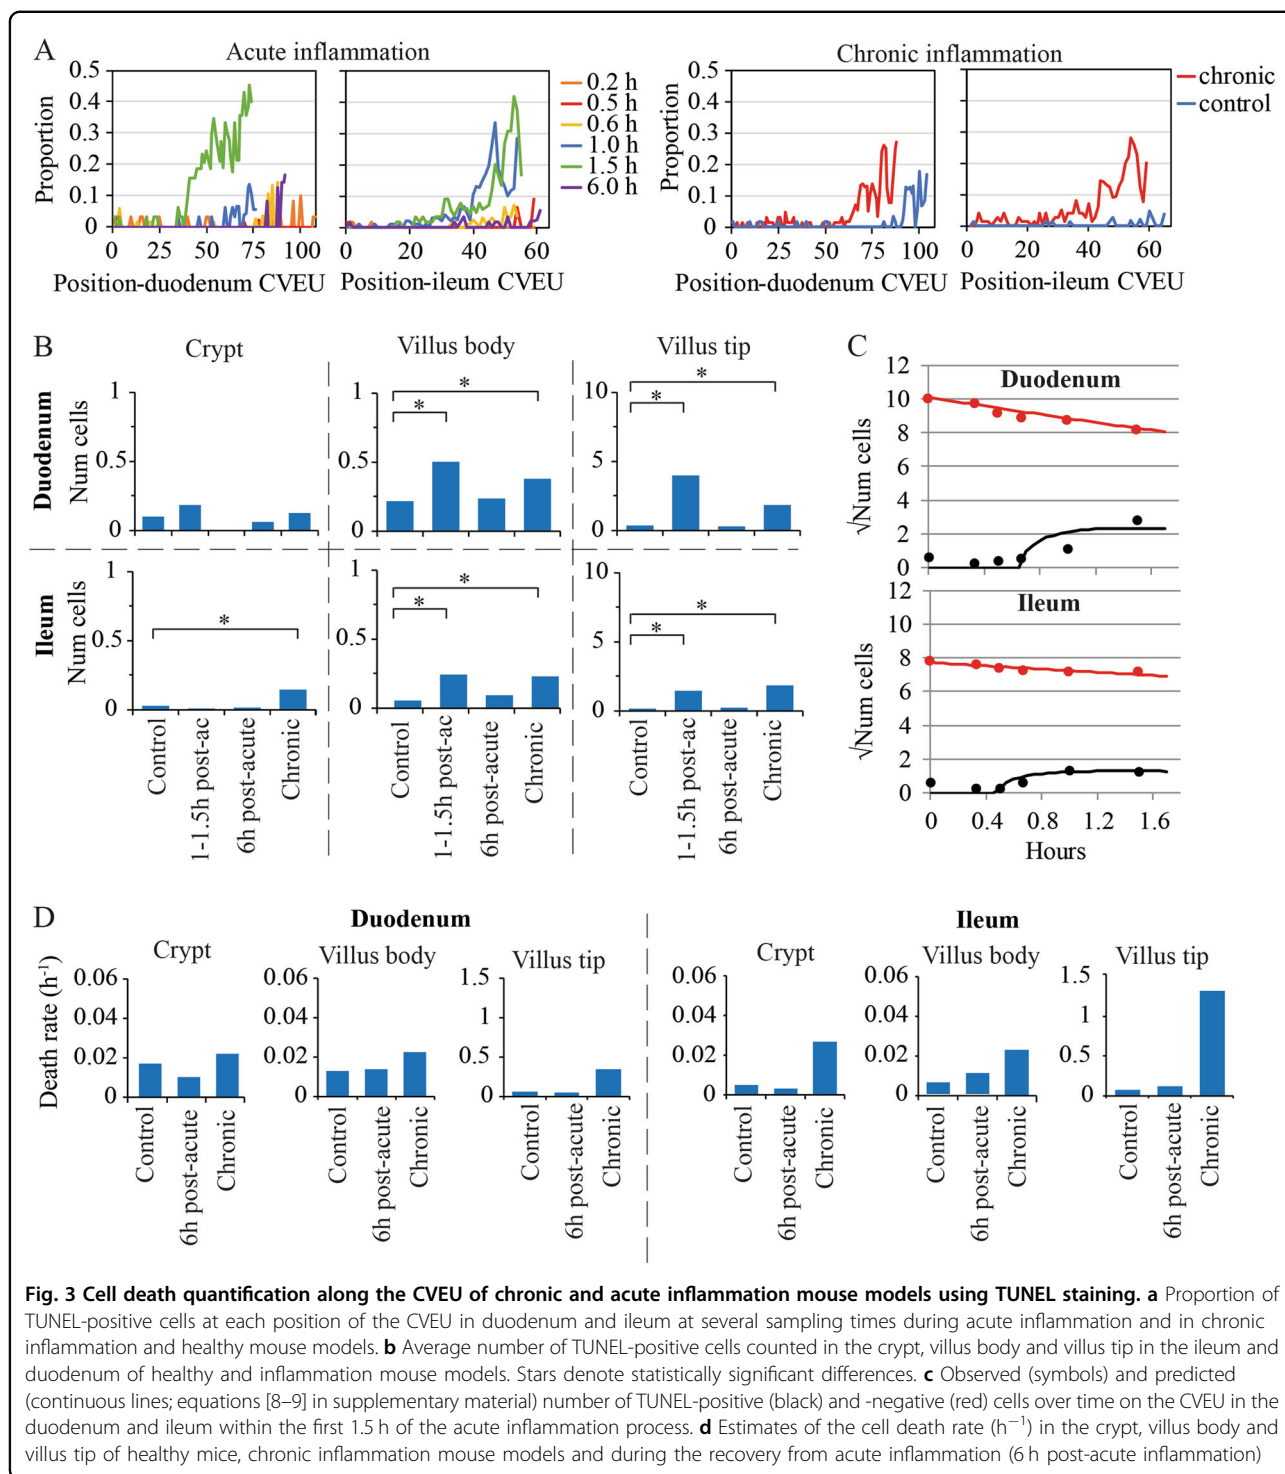 A
Acute inflammation
Chronic inflammation
0.5
0.4
0.3
0.2
0.1
0
Proportion
0 25 50 75 100
Position-duodenum CVEU
0 20 40 60
Position-ileum CVEU
0.2 h
0.5 h
0.6 h
1.0 h
1.5 h
6.0 h
0.5
0.4
0.3
0.2
0.1
0
Proportion
0 25 50 75 100
Position-duodenum CVEU
0 20 40 60
Position-ileum CVEU
chronic
control
B
Crypt
Villus body
Villus tip
Duodenum
Num cells
1
0.5
0
1
0.5
0
* *
10
5
0
* *
Ileum
Num cells
1
0.5
0
*
1
0.5
0
* *
10
5
0
* *
Control
1-1.5h post-ac
6h post-acute
Chronic
Control
1-1.5h post-ac
6h post-acute
Chronic
Control
1-1.5h post-ac
6h post-acute
Chronic
C
Duodenum
√Num cells
12
10
8
6
4
2
0
Ileum
√Num cells
12
10
8
6
4
2
0
0 0.4 0.8 1.2 1.6
Hours
D
Duodenum
Ileum
Crypt
Villus body
Villus tip
Crypt
Villus body
Villus tip
Death rate (h⁻¹)
0.06
0.04
0.02
0
0.06
0.04
0.02
0
1.5
1
0.5
0
0.06
0.04
0.02
0
0.06
0.04
0.02
0
1.5
1
0.5
0
Control
6h post-acute
Chronic
Control
6h post-acute
Chronic
Control
6h post-acute
Chronic
Control
6h post-acute
Chronic
Control
6h post-acute
Chronic
Control
6h post-acute
Chronic
Fig. 3 Cell death quantification along the CVEU of chronic and acute inflammation mouse models using TUNEL staining. a Proportion of
TUNEL-positive cells at each position of the CVEU in duodenum and ileum at several sampling times during acute inflammation and in chronic
inflammation and healthy mouse models. b Average number of TUNEL-positive cells counted in the crypt, villus body and villus tip in the ileum and
duodenum of healthy and inflammation mouse models. Stars denote statistically significant differences. c Observed (symbols) and predicted
(continuous lines; equations [8–9] in supplementary material) number of TUNEL-positive (black) and -negative (red) cells over time on the CVEU in the
duodenum and ileum within the first 1.5 h of the acute inflammation process. d Estimates of the cell death rate (h⁻¹) in the crypt, villus body and
villus tip of healthy mice, chronic inflammation mouse models and during the recovery from acute inflammation (6 h post-acute inflammation)